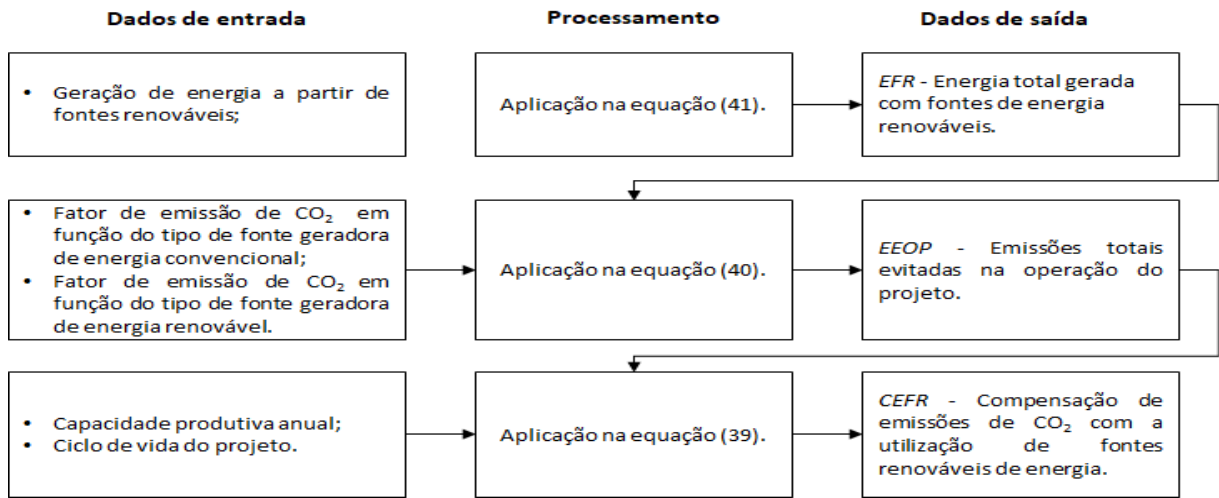 Dados de entrada
Processamento
Dados de saída
• Geração de energia a partir de
fontes renováveis;
Aplicação na equação (41).
EFR - Energia total gerada
com fontes de energia
renováveis.
• Fator de emissão de CO₂ em
função do tipo de fonte geradora
de energia convencional;
• Fator de emissão de CO₂ em
função do tipo de fonte geradora
de energia renovável.
Aplicação na equação (40).
EEOP - Emissões totais
evitadas na operação do
projeto.
• Capacidade produtiva anual;
• Ciclo de vida do projeto.
Aplicação na equação (39).
CEFR - Compensação de
emissões de CO₂ com a
utilização de fontes
renováveis de energia.